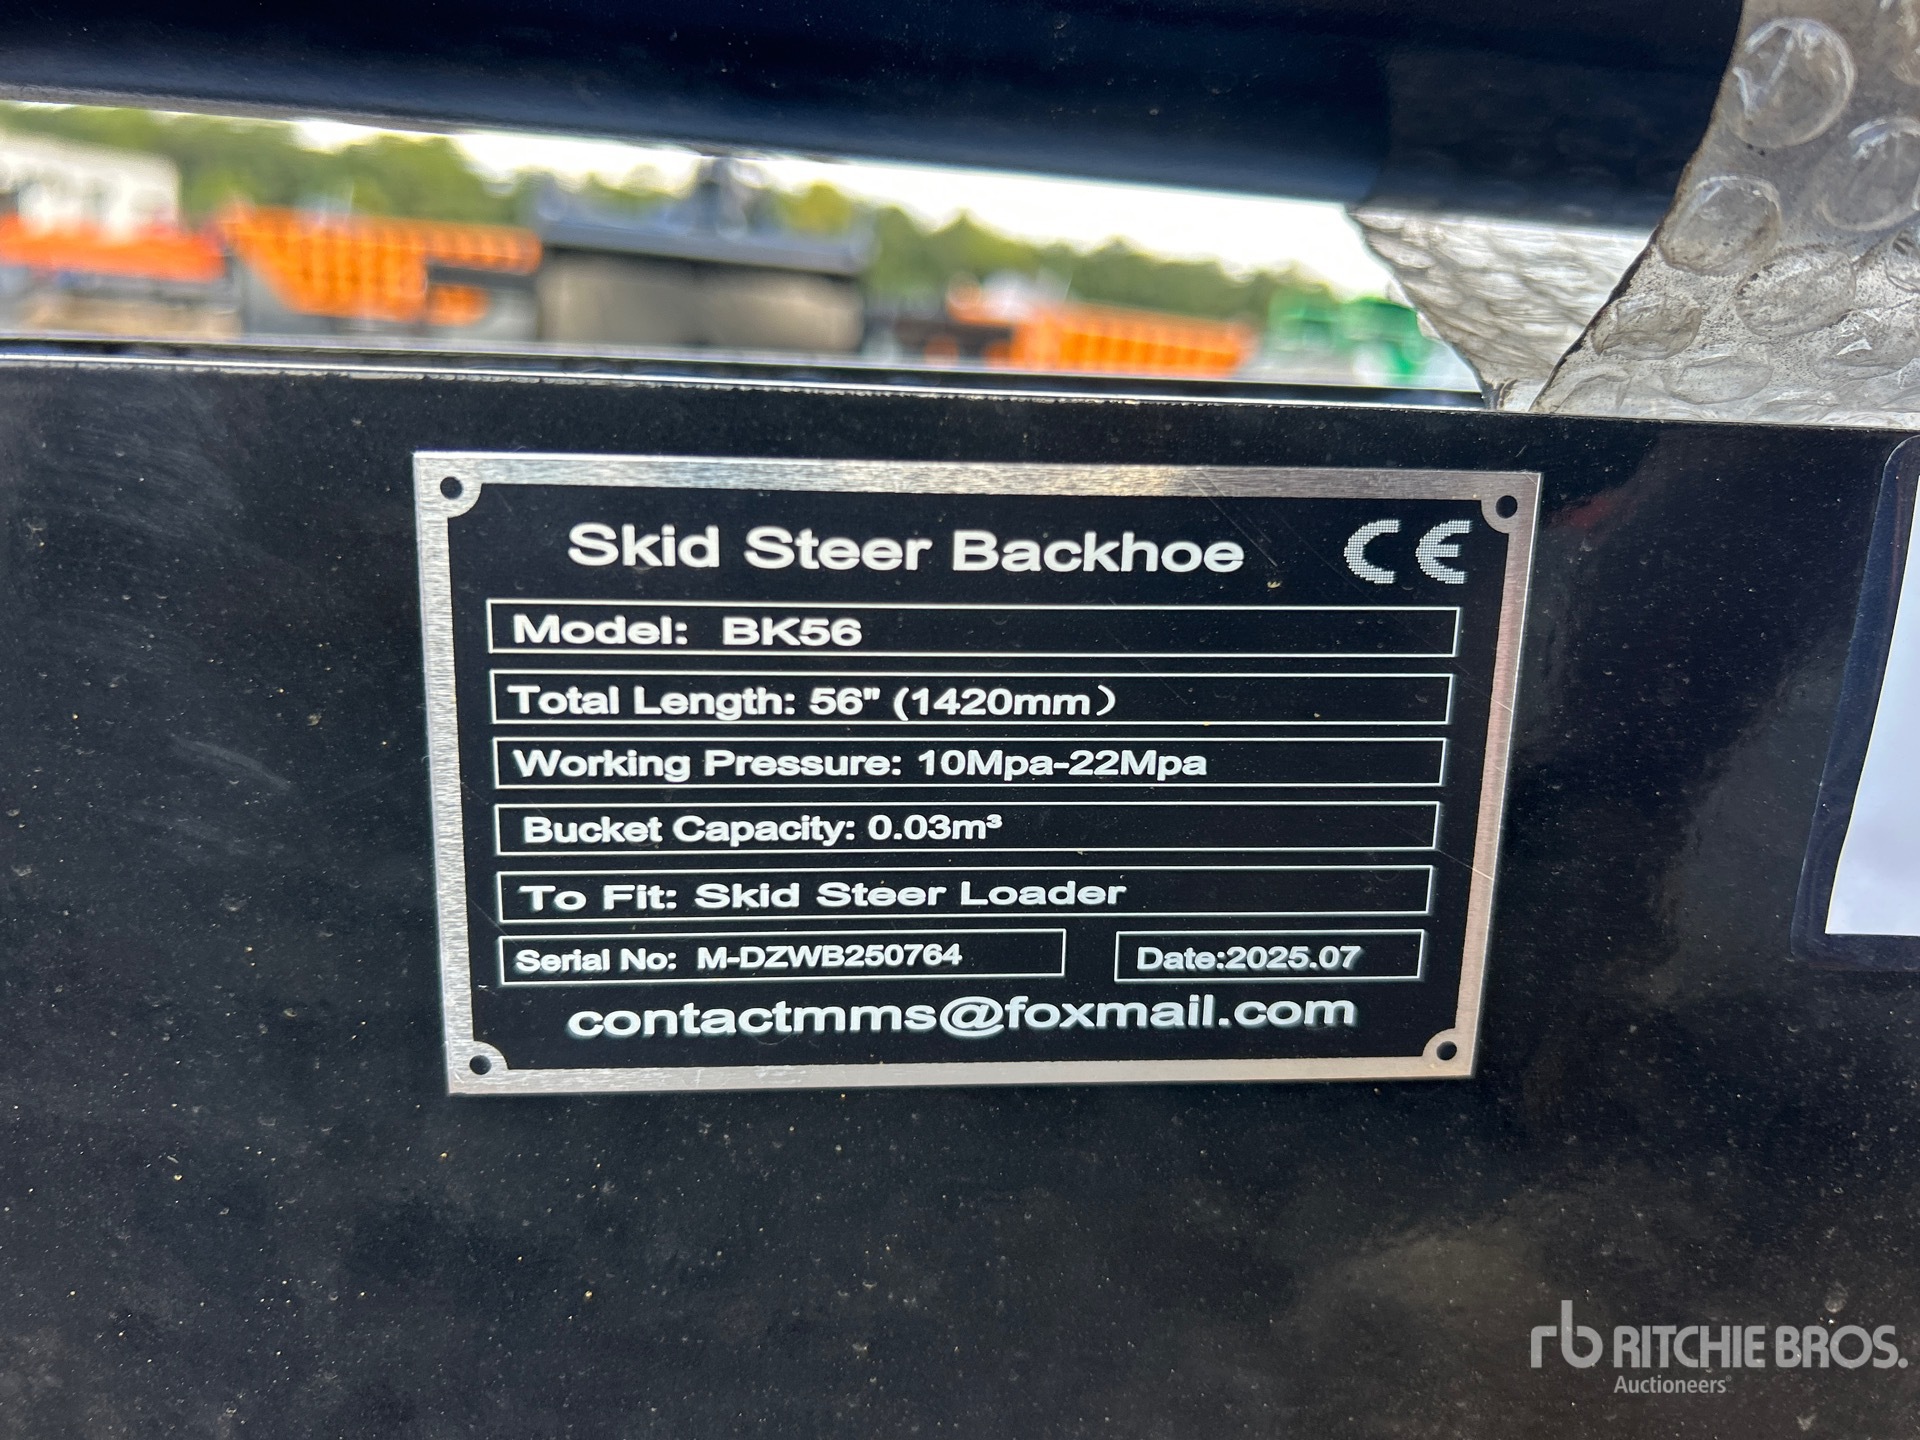 Skid Steer Backhoe CE
Model: BK56
Total Length: 56" (1420mm）
Working Pressure: 10Mpa-22Mpa
Bucket Capacity: 0.03m³
To Fit: Skid Steer Loader
Serial No: M-DZWB250764 Date:2025.07
contactmms@foxmail.com
rb RITCHIE BROS.
Auctioneers